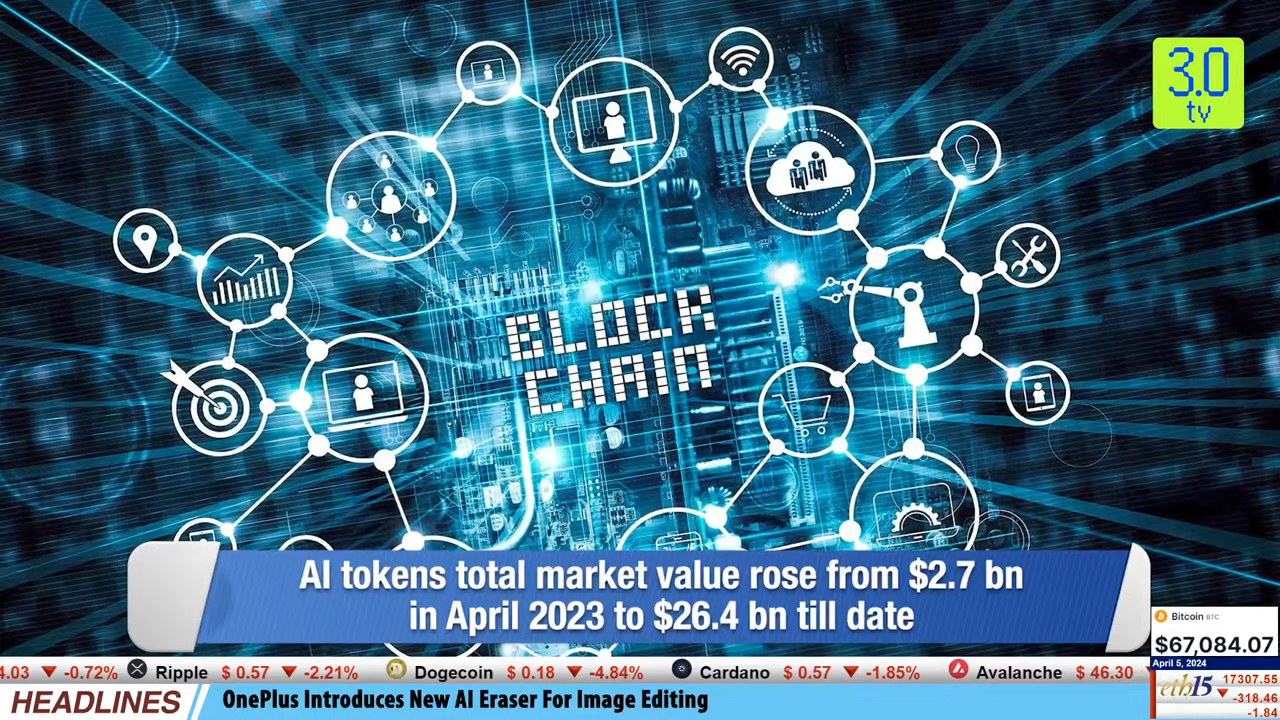 3.0
tv
BLOCK
CHAIN
AI tokens total market value rose from $2.7 bn
in April 2023 to $26.4 bn till date
Bitcoin BTC
$67,084.07
April 5, 2024
4.03 ▼ -0.72% Ripple $ 0.57 ▼ -2.21% Dogecoin $ 0.18 ▼ -4.84% Cardano $ 0.57 ▼ -1.85% Avalanche $ 46.30
eth15 17307.55
▼ -318.46
-1.84
HEADLINES OnePlus Introduces New AI Eraser For Image Editing